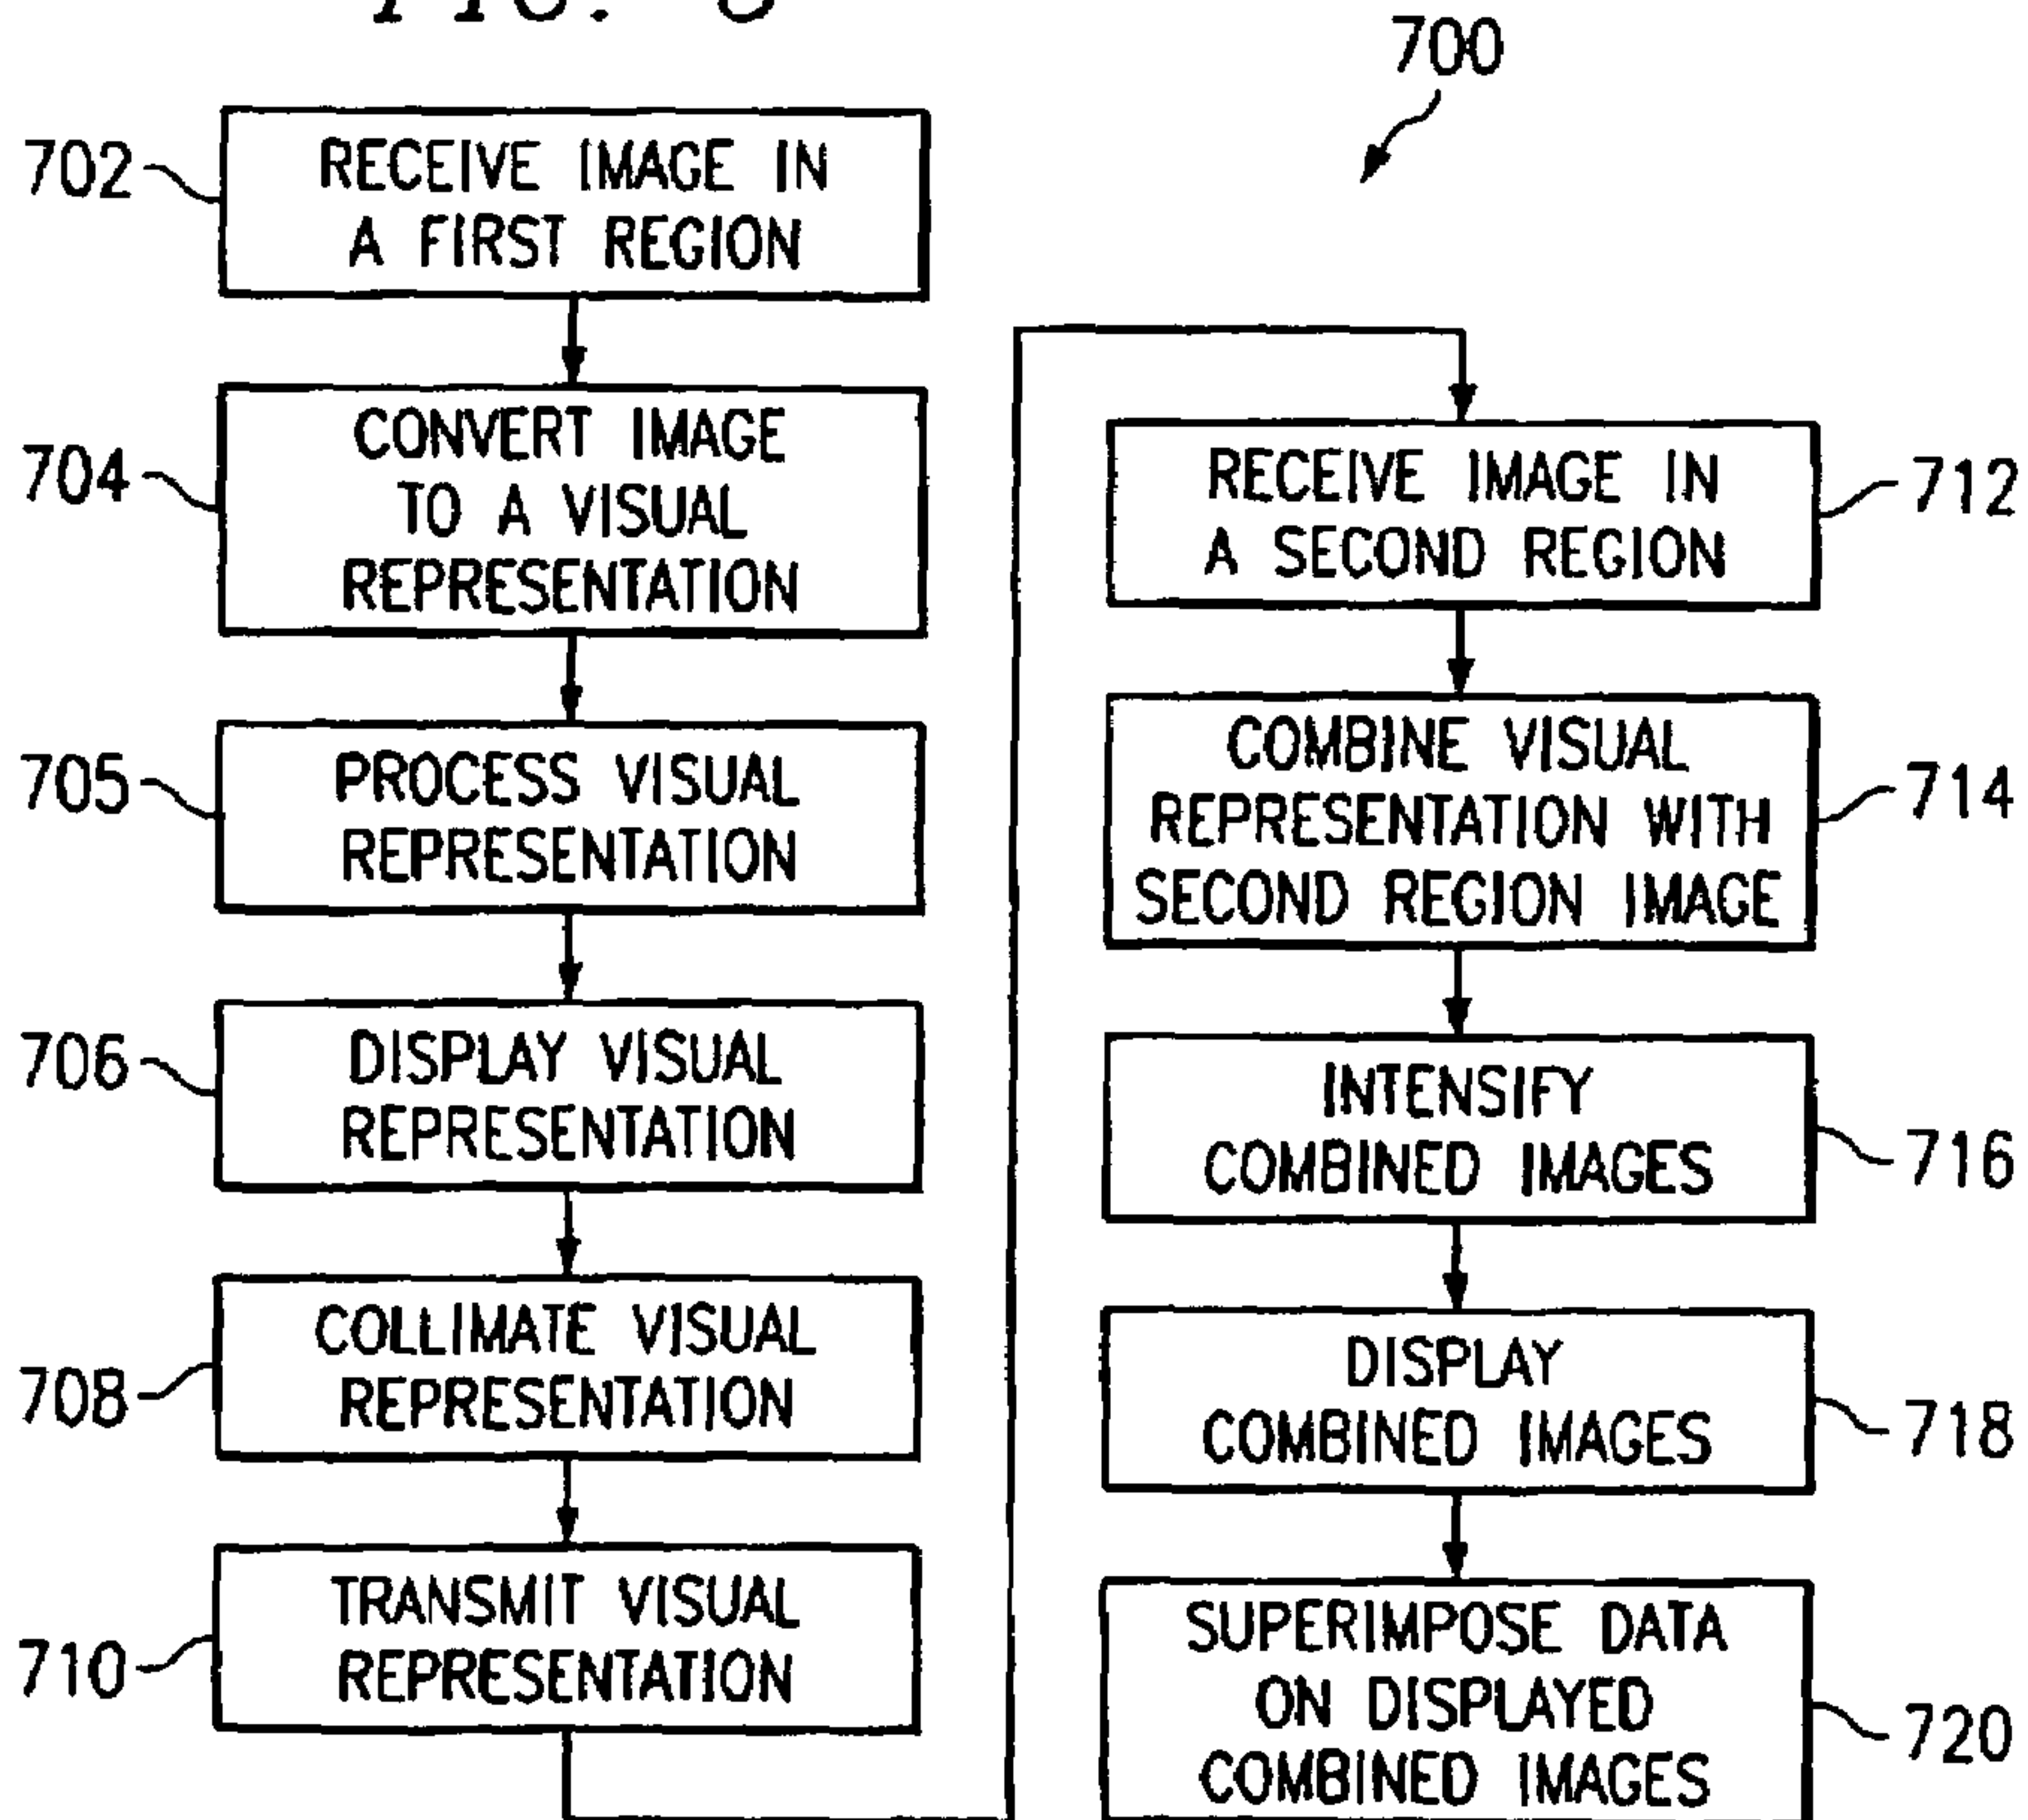 700
702
RECEIVE IMAGE IN
A FIRST REGION
704
CONVERT IMAGE
TO A VISUAL
REPRESENTATION
705
PROCESS VISUAL
REPRESENTATION
706
DISPLAY VISUAL
REPRESENTATION
708
COLLIMATE VISUAL
REPRESENTATION
710
TRANSMIT VISUAL
REPRESENTATION
RECEIVE IMAGE IN
A SECOND REGION
712
COMBINE VISUAL
REPRESENTATION WITH
SECOND REGION IMAGE
714
INTENSIFY
COMBINED IMAGES
716
DISPLAY
COMBINED IMAGES
718
SUPERIMPOSE DATA
ON DISPLAYED
COMBINED IMAGES
720